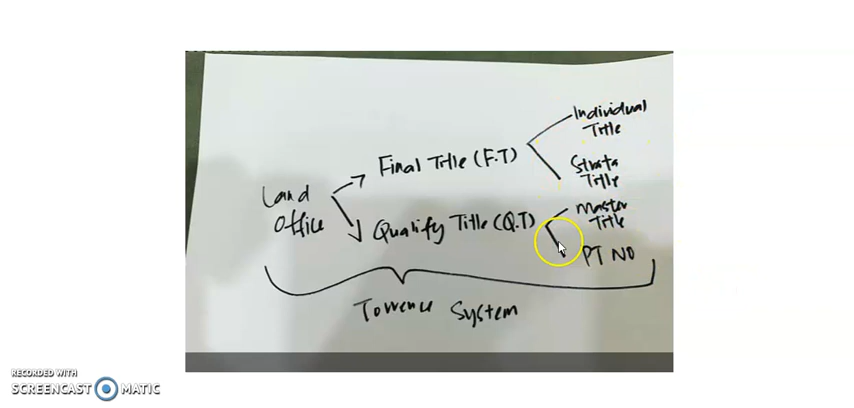 Individual
Title
Final Title (F.T)
Strata
Title
Land
Office
Master
Title
Qualify Title (Q.T)
PT NO
Torrence System
RECORDED WITH
SCREENCAST MATIC